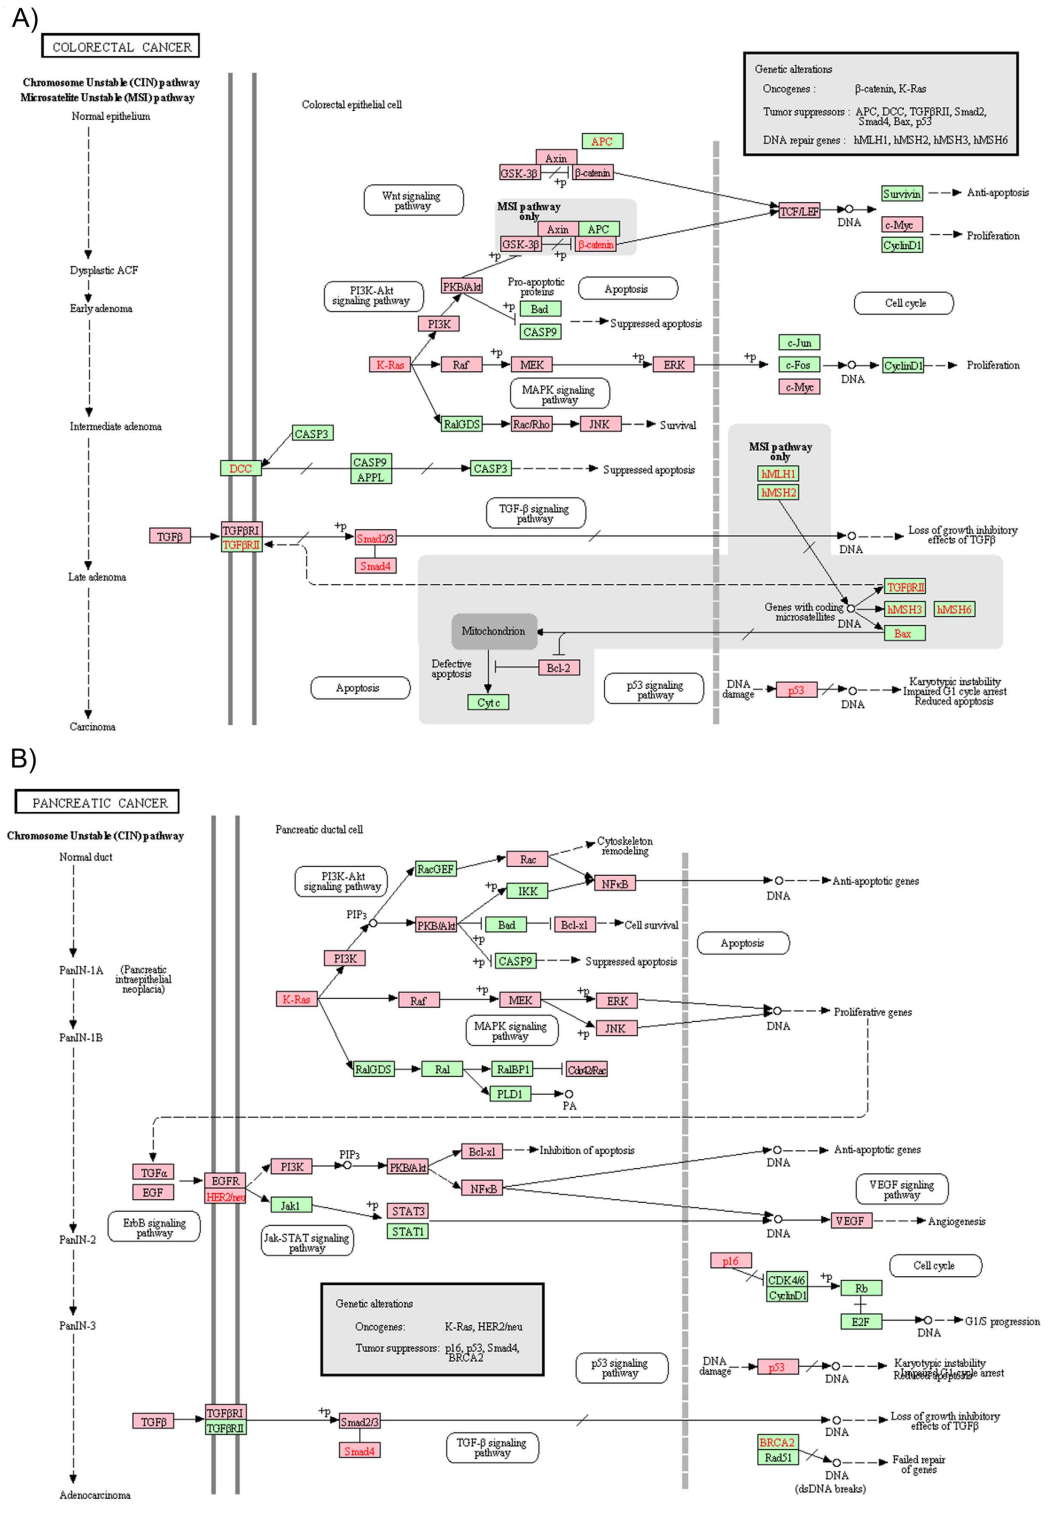 A)
COLORECTAL CANCER
Chromosome Unstable (CIN) pathway
Microsatelite Unstable (MSI) pathway
Normal epithelium
Dysplastic ACF
Early adenoma
Intermediate adenoma
Late adenoma
Carcinoma
Colorectal epithelial cell
Genetic alterations
Oncogenes : β-catenin, K-Ras
Tumor suppressors : APC, DCC, TGFβRII, Smad2,
Smad4, Bax, p53
DNA repair genes : hMLH1, hMSH2, hMSH3, hMSH6
APC
Axin
GSK-3β
+p
β-catenin
Wnt signaling
pathway
MSI pathway
only
Axin
APC
GSK-3β
β-catenin
+p
+p
TCF/LEF
DNA
Survivin
c-Myc
CyclinD1
Anti-apoptosis
Proliferation
PI3K-Akt
signaling pathway
PKB/Akt
Pro-apoptotic
proteins
+p
Bad
CASP9
Apoptosis
Suppressed apoptosis
Cell cycle
PI3K
K-Ras
Raf
+p
MEK
+p
ERK
+p
c-Jun
c-Fos
c-Myc
DNA
CyclinD1
Proliferation
MAPK signaling
pathway
RalGDS
Rac/Rho
JNK
Survival
CASP3
DCC
CASP9
APPL
CASP3
Suppressed apoptosis
MSI pathway
only
hMLH1
hMSH2
TGF-β signaling
pathway
TGFβ
TGFβRI
TGFβRII
+p
Smad2/3
Smad4
DNA
Loss of growth inhibitory
effects of TGFβ
Genes with coding
microsatellites
DNA
TGFβRII
hMSH3
hMSH6
Bax
Mitochondrion
Defective
apoptosis
Bcl-2
Cyt c
Apoptosis
p53 signaling
pathway
DNA
damage
p53
DNA
Karyotypic instability
Impaired G1 cycle arrest
Reduced apoptosis
B)
PANCREATIC CANCER
Chromosome Unstable (CIN) pathway
Normal duct
PanIN-1A
(Pancreatic
intraepithelial
neoplacia)
PanIN-1B
PanIN-2
PanIN-3
Adenocarcinoma
Pancreatic ductal cell
PI3K-Akt
signaling pathway
RacGEF
Rac
Cytoskeleton
remodeling
+p
IKK
NFκB
DNA
Anti-apoptotic genes
PIP3
PKB/Akt
Bad
Bcl-xl
Cell survival
+p
+p
CASP9
Suppressed apoptosis
Apoptosis
PI3K
K-Ras
Raf
+p
MEK
+p
ERK
+p
JNK
DNA
Proliferative genes
MAPK signaling
pathway
RalGDS
Ral
RalBP1
Cdc42/Rac
PLD1
PA
TGFα
EGF
EGFR
HER2/neu
PI3K
PIP3
PKB/Akt
Bcl-xl
Inhibition of apoptosis
NFκB
DNA
Anti-apoptotic genes
ErbB signaling
pathway
Jak1
+p
STAT3
STAT1
Jak-STAT signaling
pathway
DNA
VEGF
Angiogenesis
VEGF signling
pathway
p16
CDK4/6
CyclinD1
+p
Rb
E2F
DNA
G1/S progression
Cell cycle
Genetic alterations
Oncogenes: K-Ras, HER2/neu
Tumor suppressors: p16, p53, Smad4,
BRCA2
p53 signaling
pathway
DNA
damage
p53
DNA
Karyotypic instability
Impaired G1 cycle arrest
Reduced apoptosis
TGFβ
TGFβRI
TGFβRII
+p
Smad2/3
Smad4
TGF-β signaling
pathway
DNA
Loss of growth inhibitory
effects of TGFβ
BRCA2
Rad51
DNA
(dsDNA breaks)
Failed repair
of genes